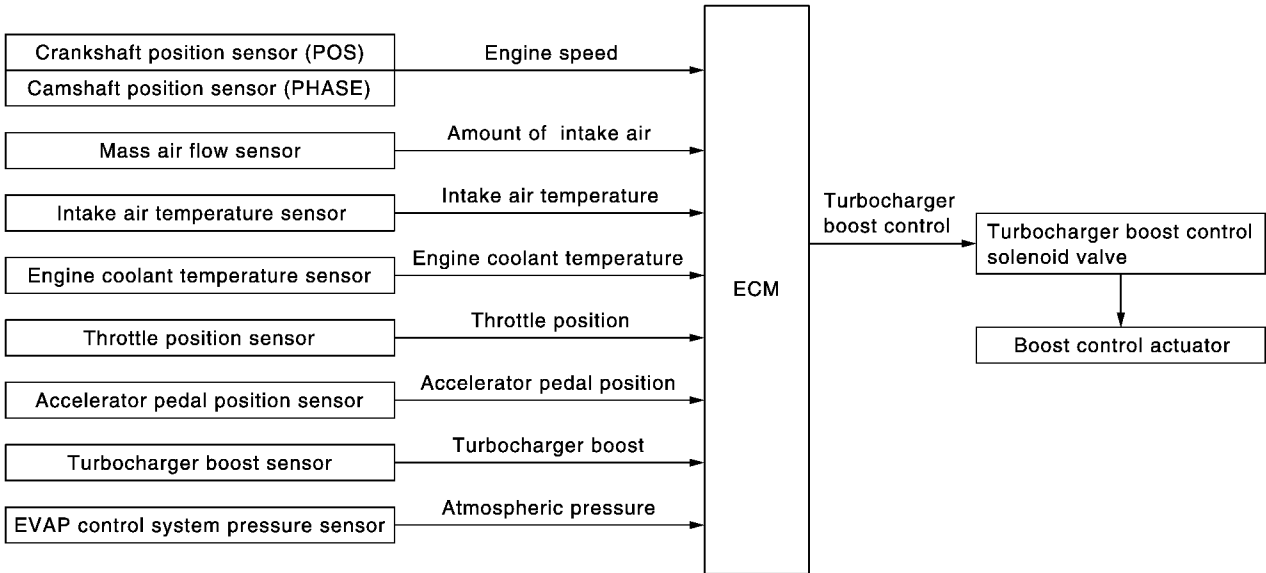 Crankshaft position sensor (POS)
Camshaft position sensor (PHASE)
Engine speed
Mass air flow sensor
Amount of intake air
Intake air temperature sensor
Intake air temperature
Engine coolant temperature sensor
Engine coolant temperature
Throttle position sensor
Throttle position
Accelerator pedal position sensor
Accelerator pedal position
Turbocharger boost sensor
Turbocharger boost
EVAP control system pressure sensor
Atmospheric pressure
ECM
Turbocharger
boost control
Turbocharger boost control
solenoid valve
Boost control actuator